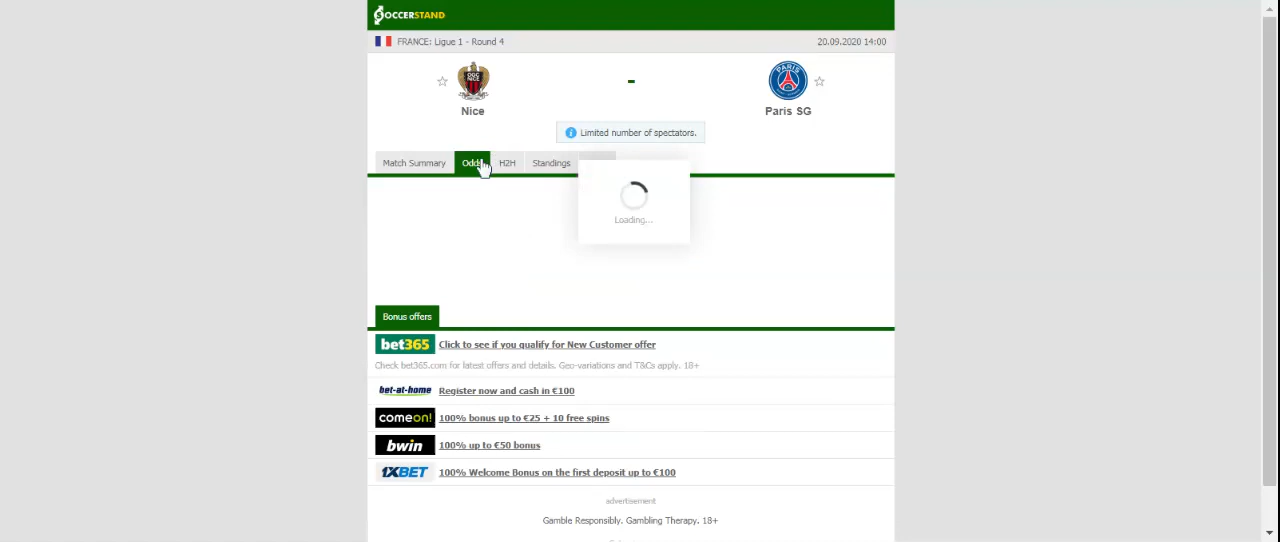 SOCCERSTAND
FRANCE: Ligue 1 - Round 4
20.09.2020 14:00
OGC NICE
PARIS
Nice
-
Paris SG
Limited number of spectators.
Match Summary
H2H
Standings
Loading...
Bonus offers
bet365 Click to see if you qualify for New Customer offer
Check bet365.com for latest offers and details. Geo-variations and T&Cs apply. 18+
bet-at-home Register now and cash in €100
comeon! 100% bonus up to €25 + 10 free spins
bwin 100% up to €50 bonus
1XBET 100% Welcome Bonus on the first deposit up to €100
advertisement
Gamble Responsibly. Gambling Therapy. 18+